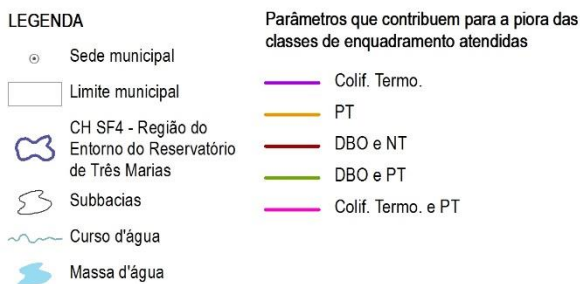 LEGENDA
Sede municipal
Limite municipal
CH SF4 - Região do
Entorno do Reservatório
de Três Marias
Subbacias
Curso d'água
Massa d'água
Parâmetros que contribuem para a piora das
classes de enquadramento atendidas
Colif. Termo.
PT
DBO e NT
DBO e PT
Colif. Termo. e PT